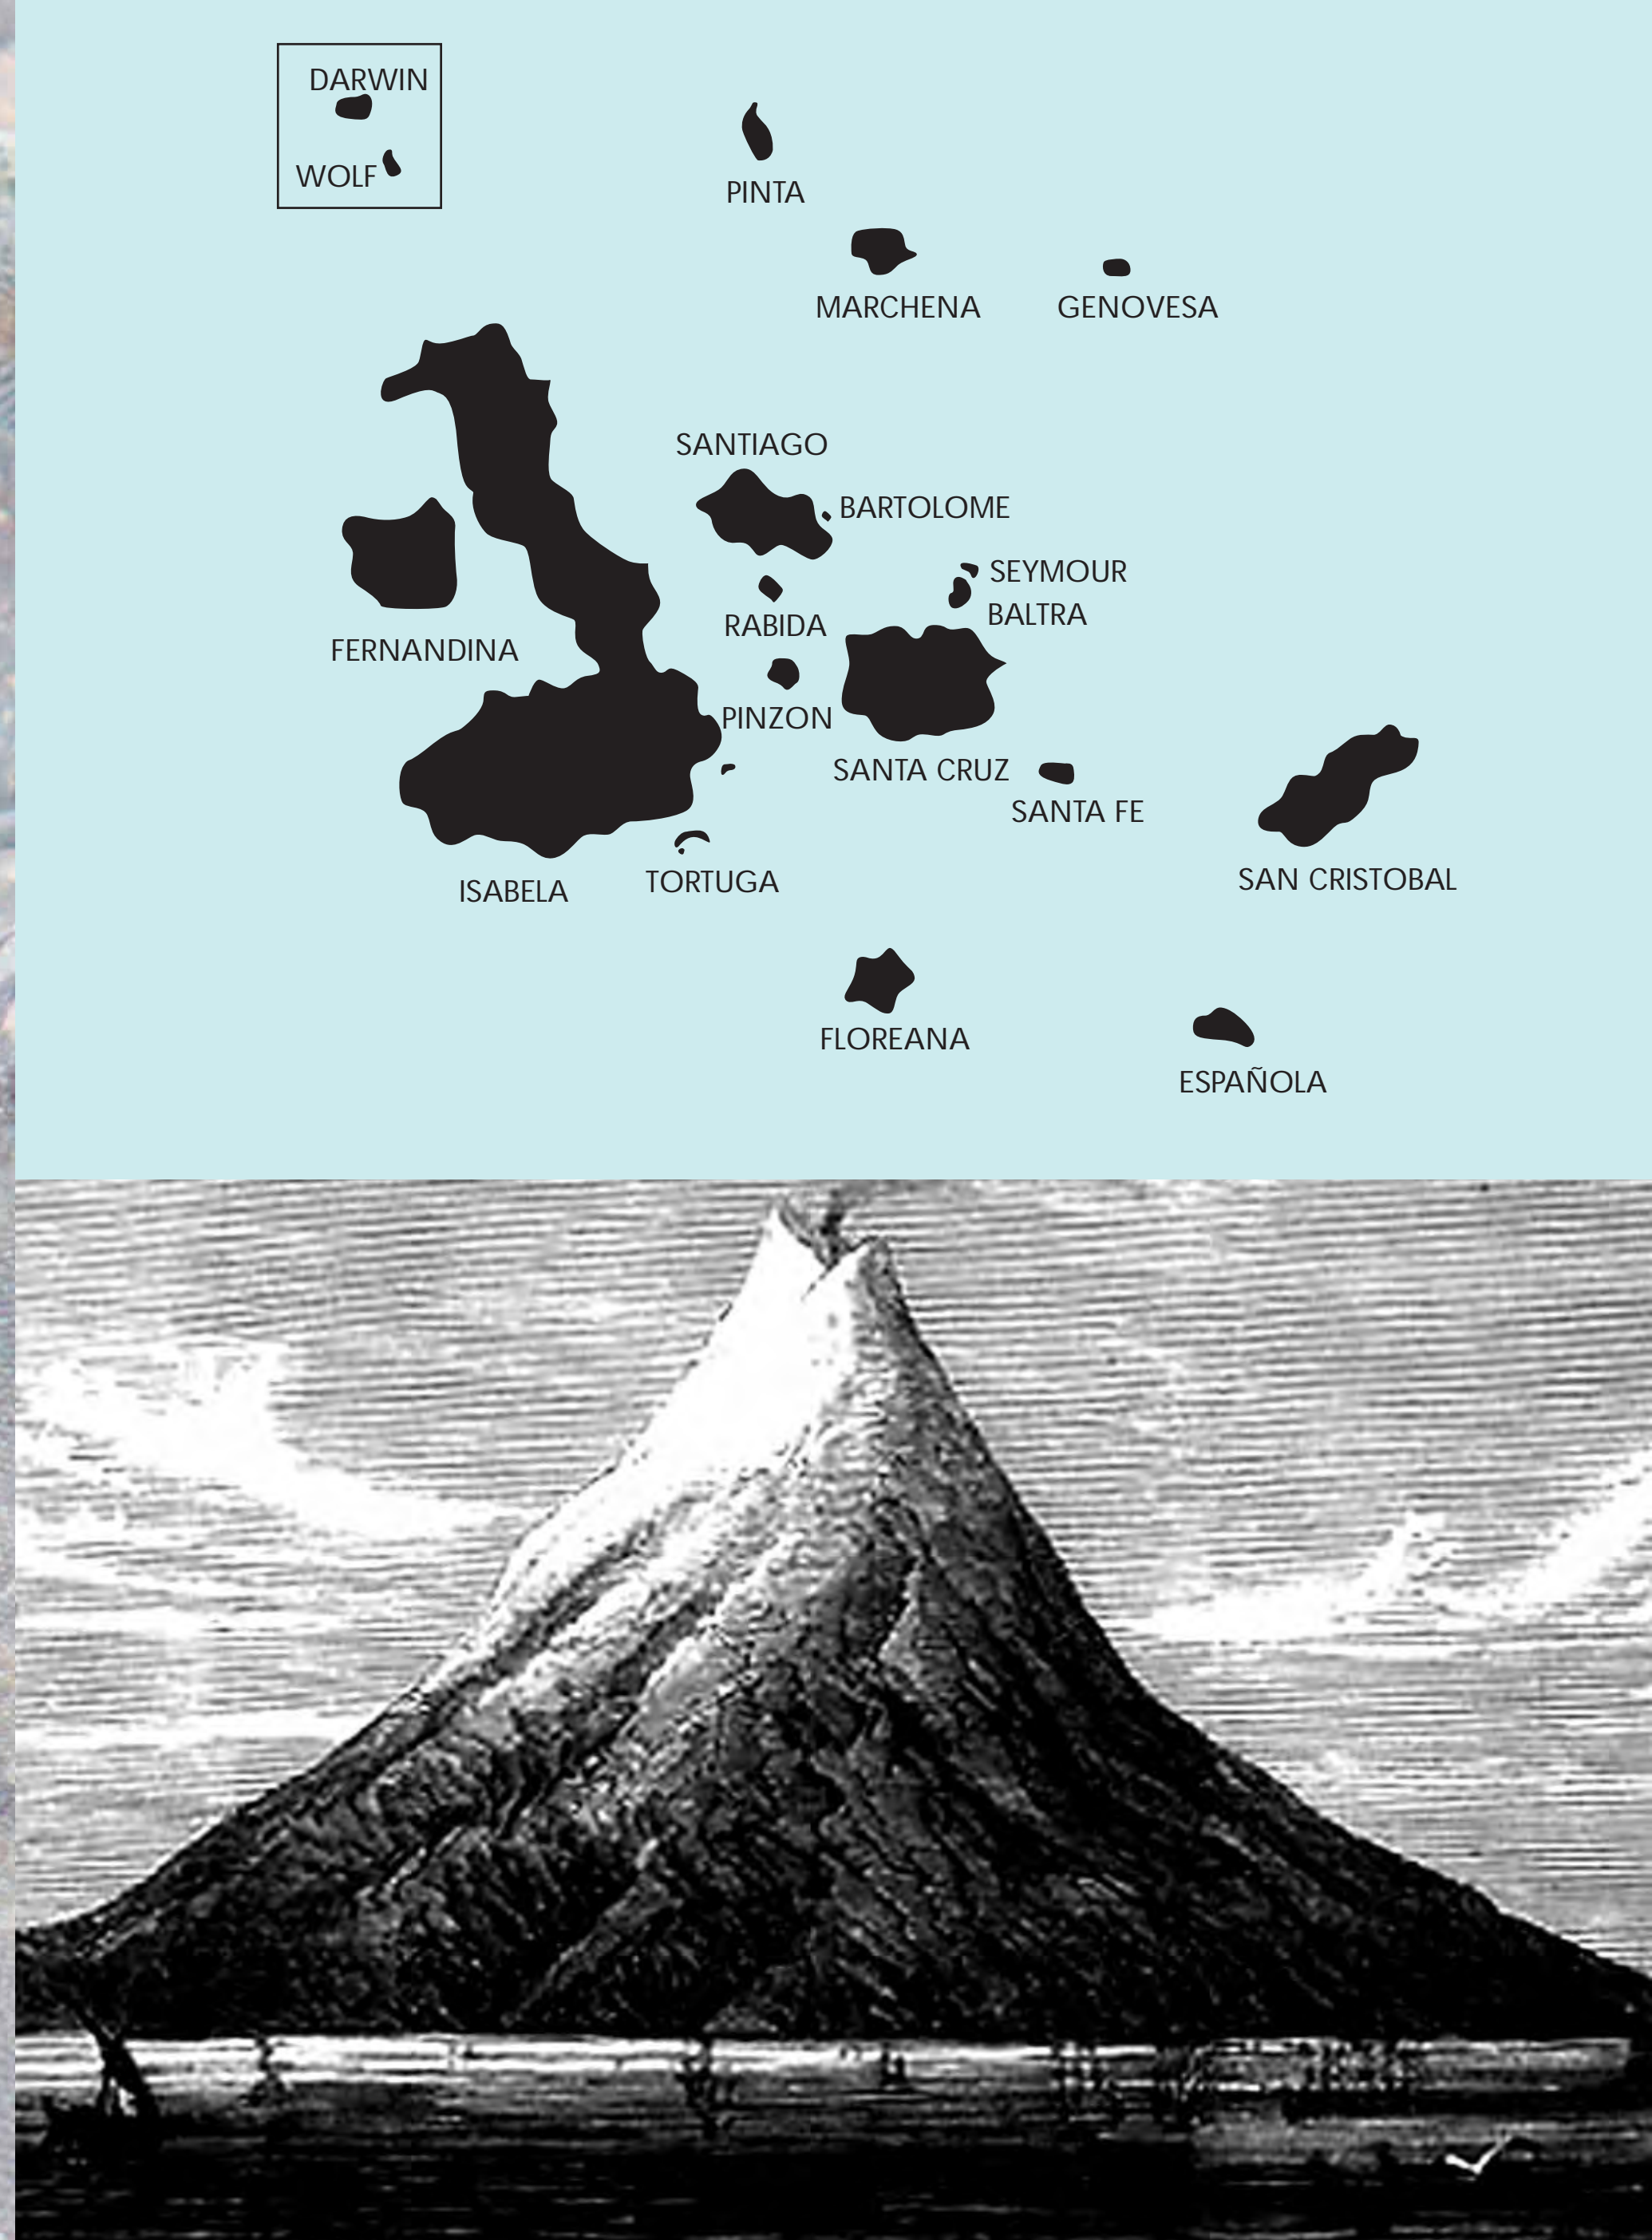 DARWIN
WOLF
PINTA
MARCHENA
GENOVESA
SANTIAGO
BARTOLOME
SEYMOUR
BALTRA
RABIDA
FERNANDINA
PINZON
SANTA CRUZ
SANTA FE
SAN CRISTOBAL
TORTUGA
ISABELA
FLOREANA
ESPAÑOLA